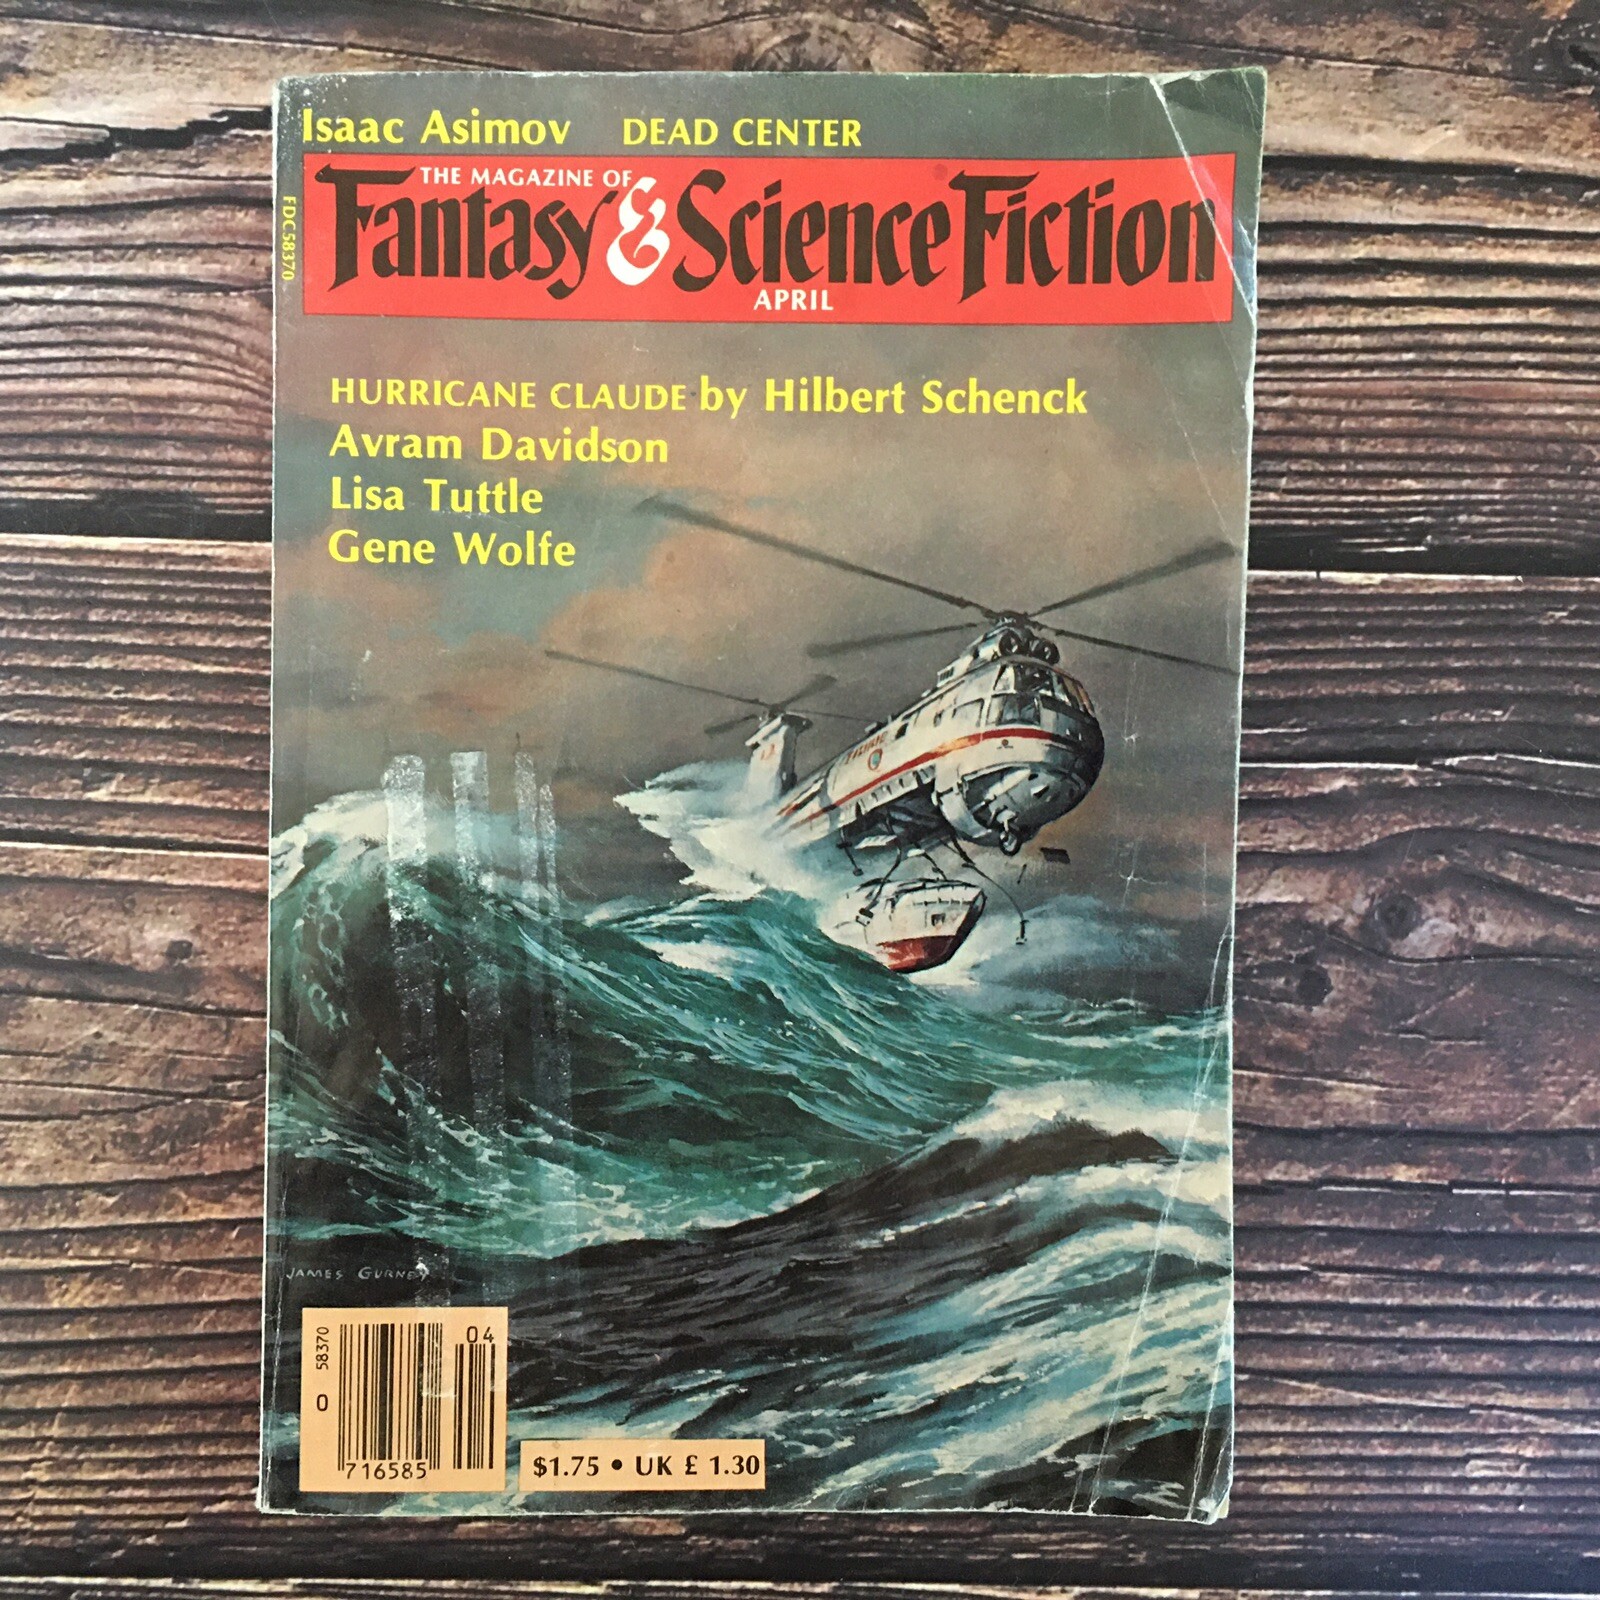 Isaac Asimov DEAD CENTER
THE MAGAZINE OF
Fantasy & Science Fiction
APRIL
FDC58370
HURRICANE CLAUDE by Hilbert Schenck
Avram Davidson
Lisa Tuttle
Gene Wolfe
JAMES GURNEY
58370
04
0
716585
$1.75 • UK £ 1.30